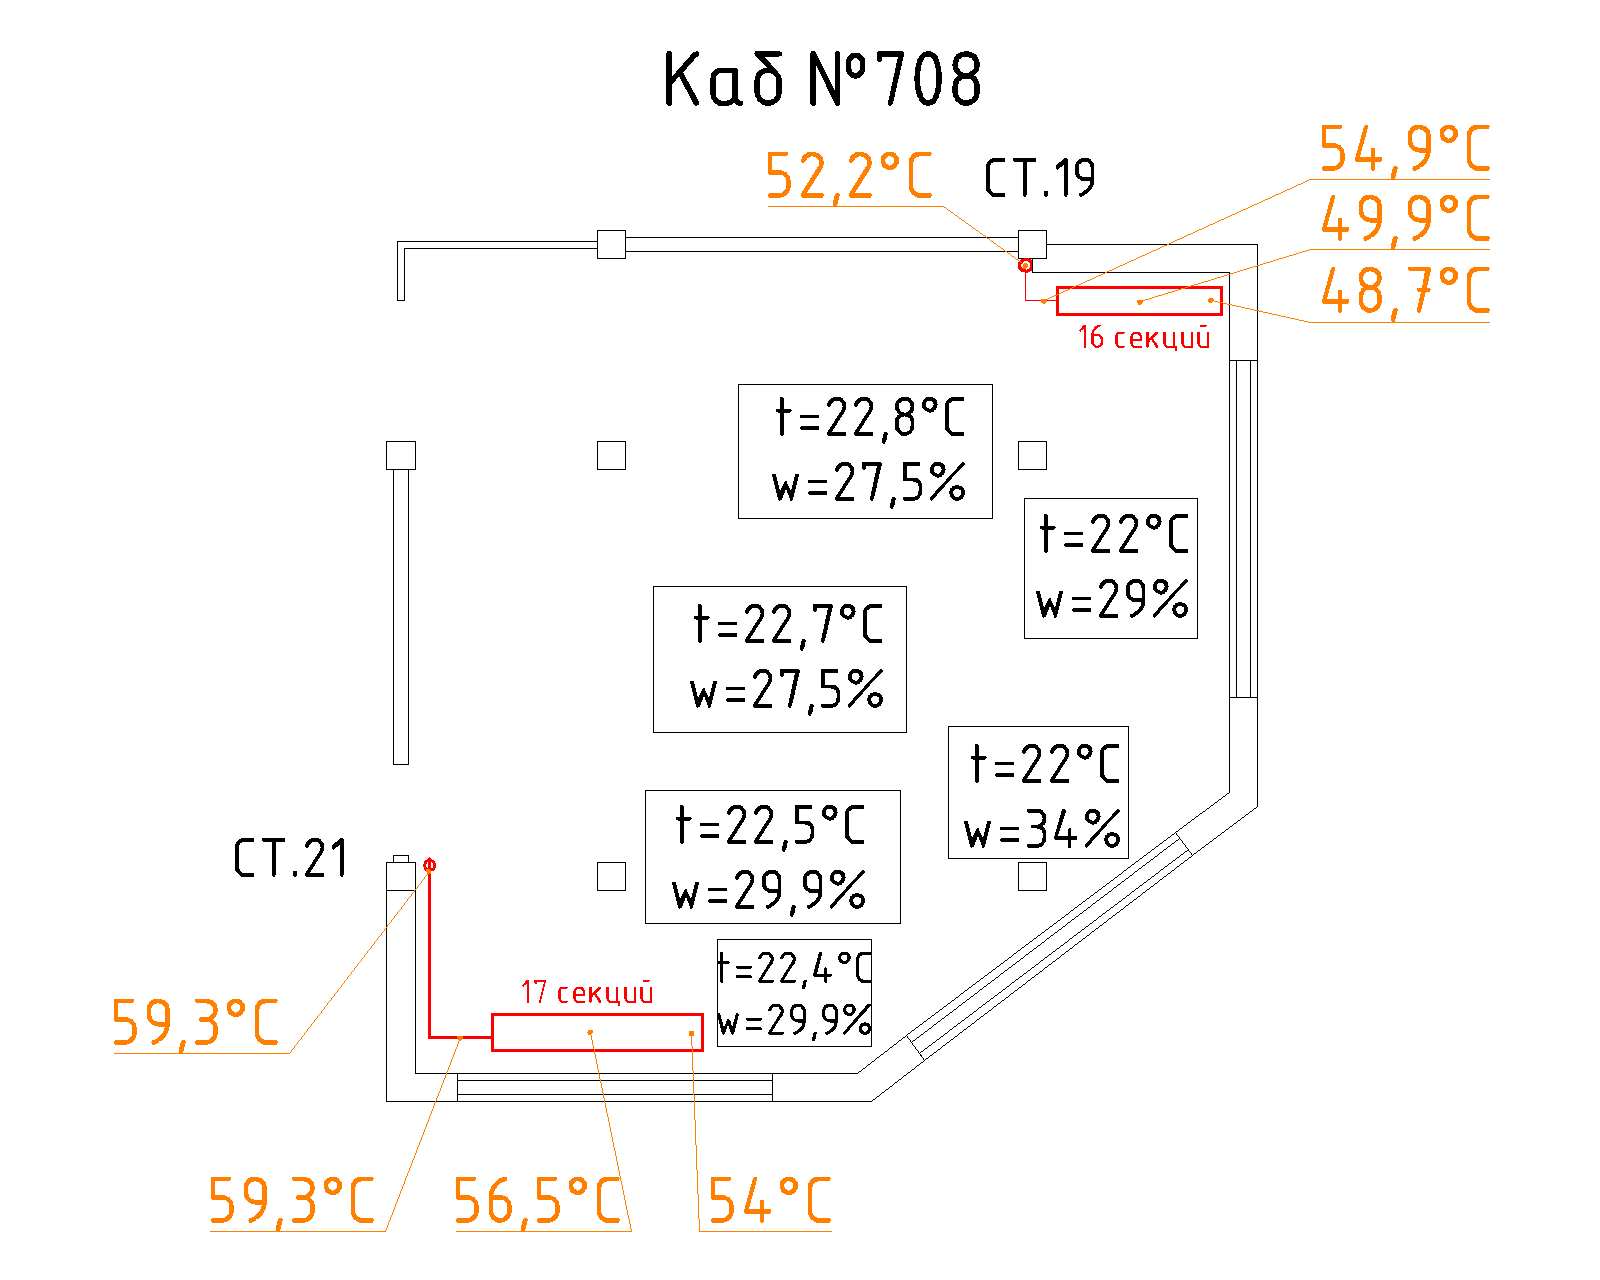 Каб №708
52,2°C
СТ.19
54,9°C
49,9°C
48,7°C
16 секций
t=22,8°C
w=27,5%
t=22°C
w=29%
t=22,7°C
w=27,5%
t=22°C
w=34%
t=22,5°C
w=29,9%
СТ.21
t=22,4°C
w=29,9%
17 секций
59,3°C
59,3°C
56,5°C
54°C